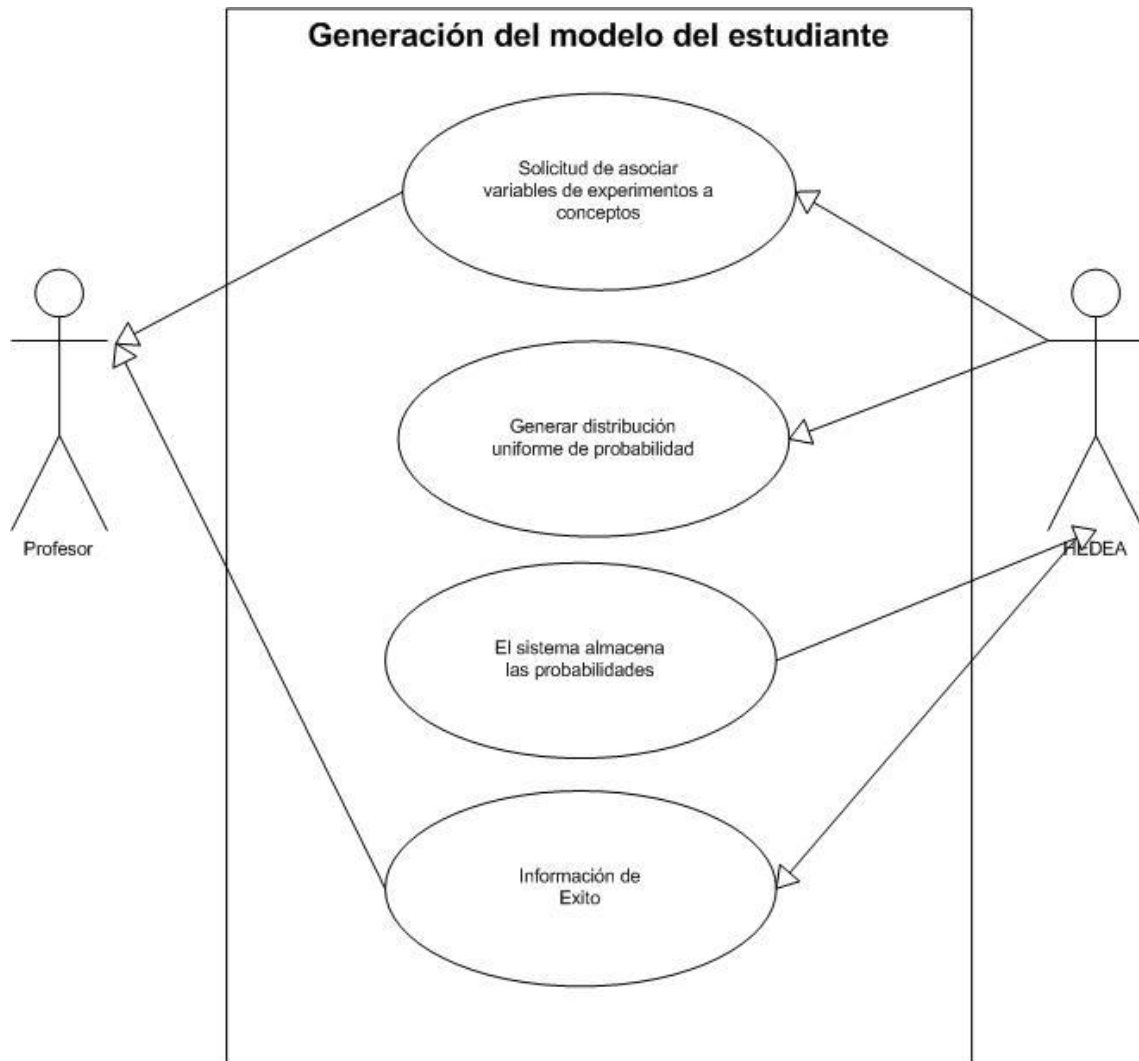 Generación del modelo del estudiante
Solicitud de asociar
variables de experimentos a
conceptos
Generar distribución
uniforme de probabilidad
Profesor
HEDEA
El sistema almacena
las probabilidades
Información de
Exito